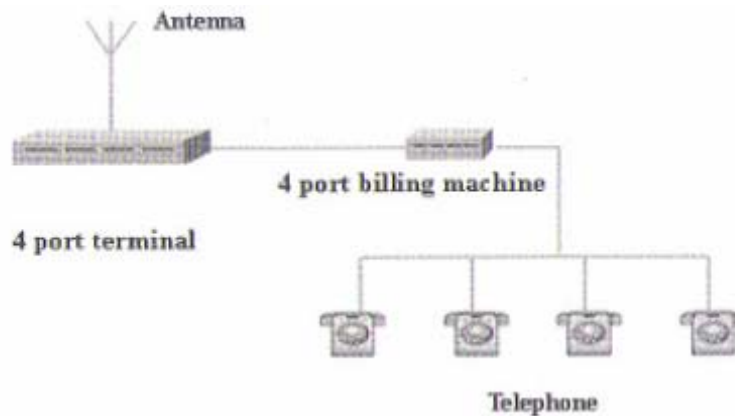 Antenna
4 port billing machine
4 port terminal
Telephone